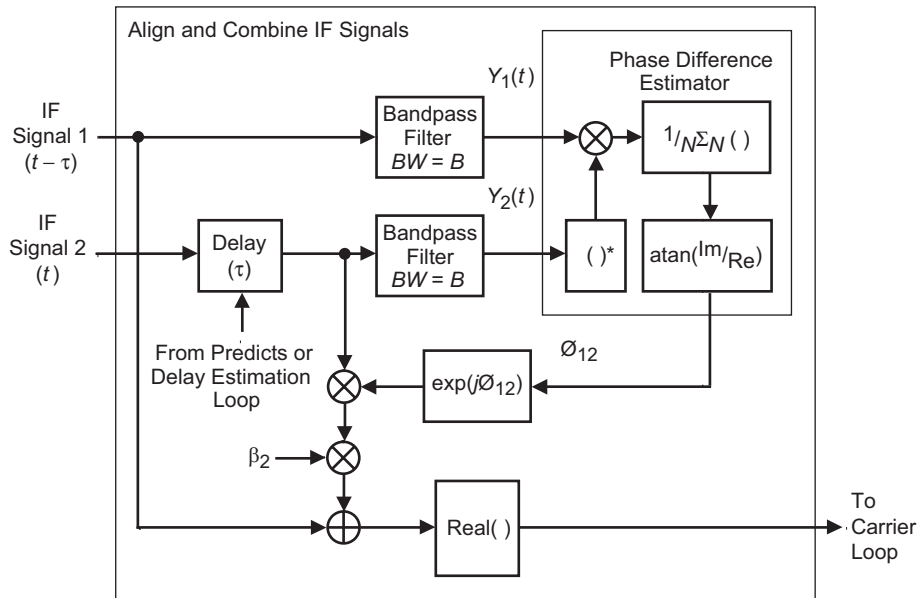 Align and Combine IF Signals
Phase Difference
Estimator
Y1(t)
IF
Signal 1
(t – τ)
Bandpass
Filter
BW = B
1/NΣN ( )
Y2(t)
IF
Signal 2
(t)
Delay
(τ)
Bandpass
Filter
BW = B
( )*
atan(Im/Re)
From Predicts or
Delay Estimation
Loop
exp(jØ12)
Ø12
β2
Real( )
To
Carrier
Loop